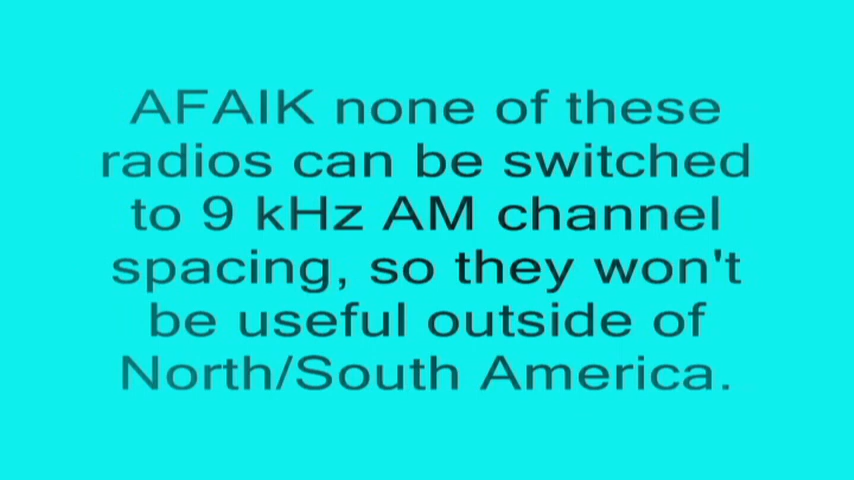 AFAIK none of these
radios can be switched
to 9 kHz AM channel
spacing, so they won't
be useful outside of
North/South America.